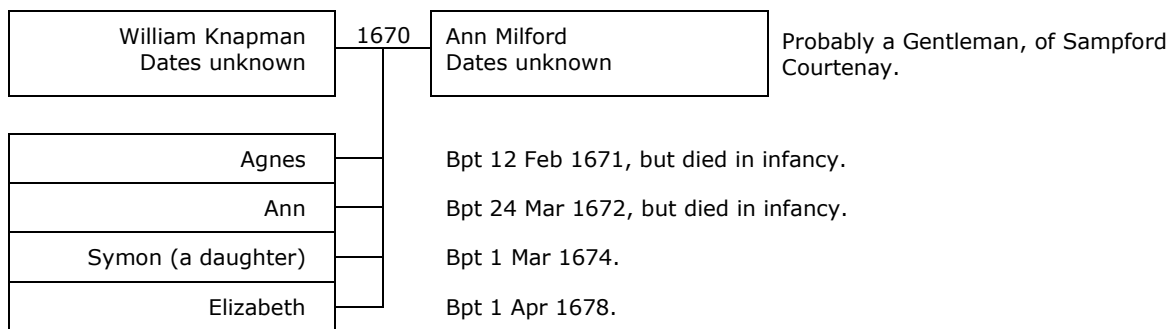 William Knapman
Dates unknown
1670
Ann Milford
Dates unknown
Probably a Gentleman, of Sampford
Courtenay.
Agnes
Bpt 12 Feb 1671, but died in infancy.
Ann
Bpt 24 Mar 1672, but died in infancy.
Symon (a daughter)
Bpt 1 Mar 1674.
Elizabeth
Bpt 1 Apr 1678.